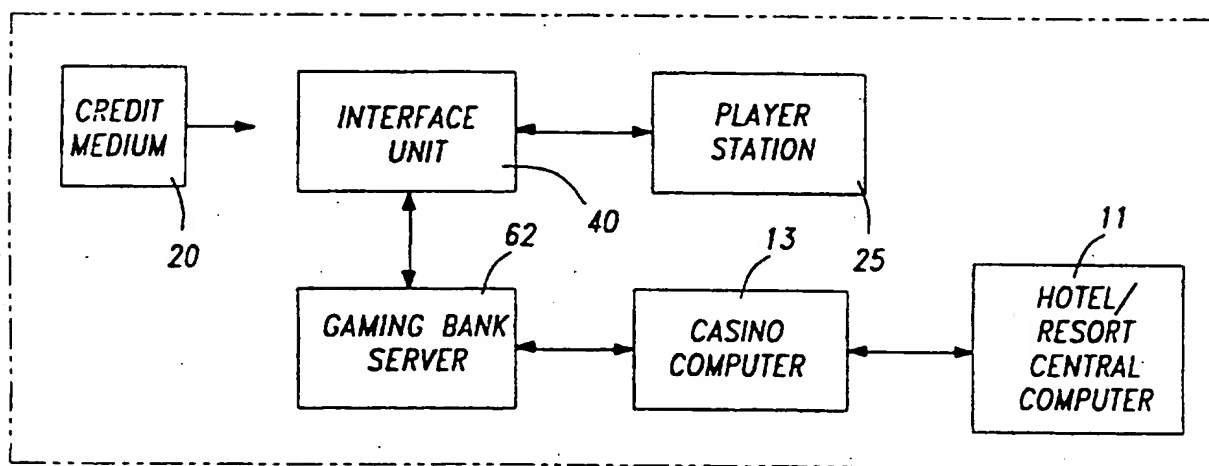 CREDIT
MEDIUM
20
INTERFACE
UNIT
40
PLAYER
STATION
25
62
GAMING BANK
SERVER
13
CASINO
COMPUTER
11
HOTEL/
RESORT
CENTRAL
COMPUTER